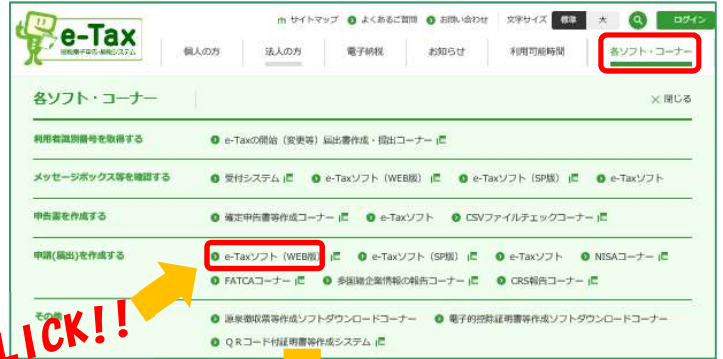 サイトマップ よくあるご質問 お問い合わせ 文字サイズ 標準 大 ログイン
e-Tax
国税電子申告・納税システム
個人の方 法人の方 電子納税 お知らせ 利用可能時間 各ソフト・コーナー
各ソフト・コーナー × 閉じる
利用者識別番号を取得する e-Taxの開始（変更等）届出書作成・提出コーナー
メッセージボックス等を確認する 受付システム e-Taxソフト（WEB版） e-Taxソフト（SP版） e-Taxソフト
申告書を作成する 確定申告書等作成コーナー e-Taxソフト CSVファイルチェックコーナー
申請(届出)を作成する e-Taxソフト（WEB版） e-Taxソフト（SP版） e-Taxソフト NISAコーナー
FATCAコーナー 多国籍企業情報の報告コーナー CRS報告コーナー
その他 源泉徴収票等作成ソフトダウンロードコーナー 電子的控除証明書等作成ソフトダウンロードコーナー
QRコード付証明書等作成システム
LICK!!